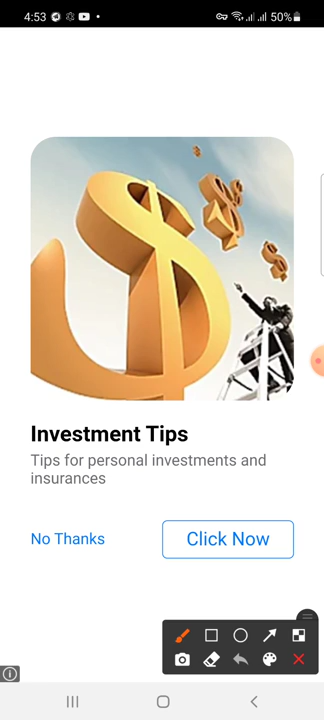 4:53
50%
Investment Tips
Tips for personal investments and
insurances
No Thanks
Click Now